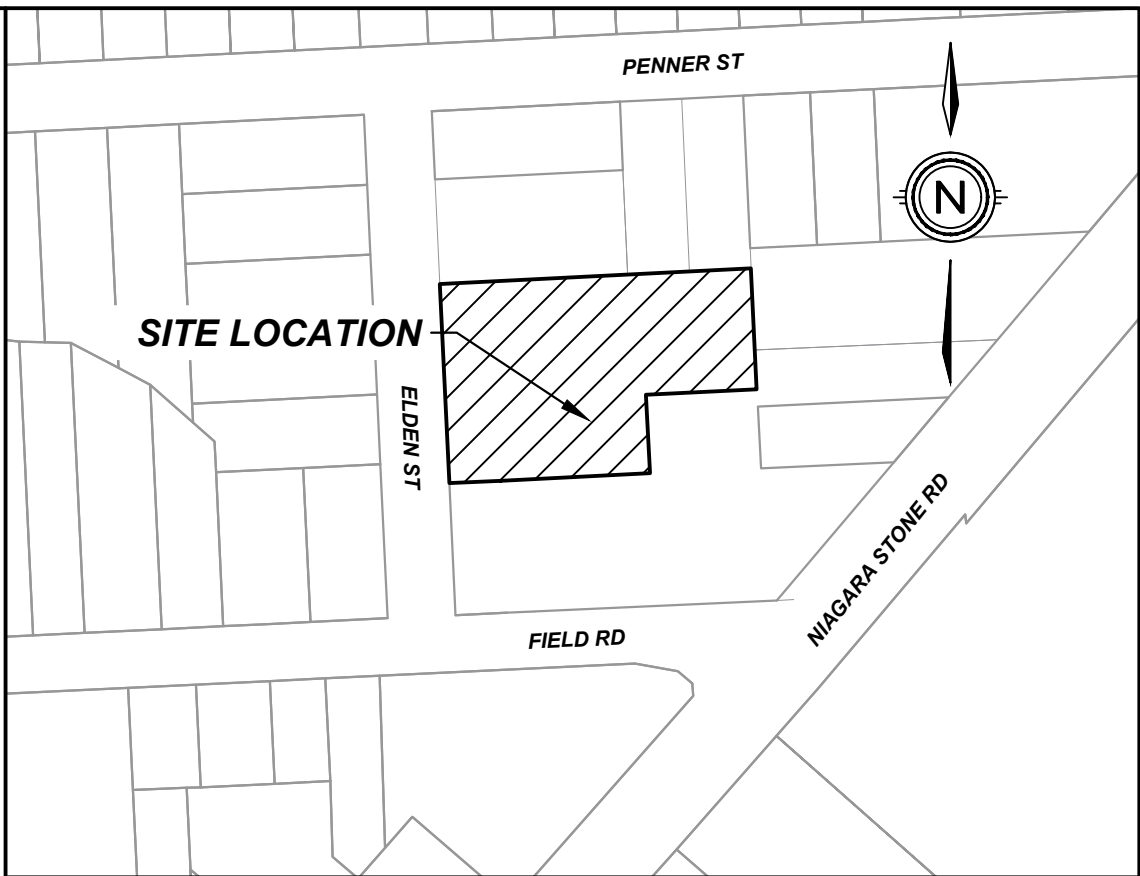 PENNER ST
N
SITE LOCATION
ELDEN ST
FIELD RD
NIAGARA STONE RD